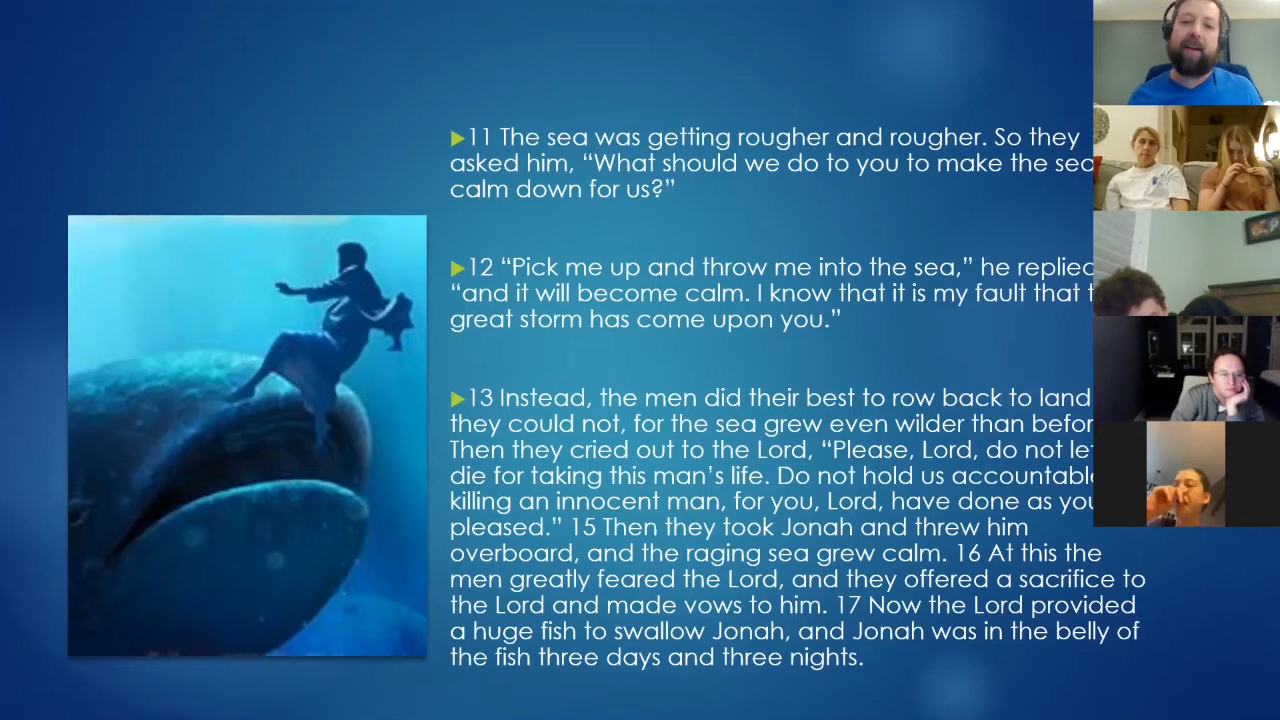 11 The sea was getting rougher and rougher. So they
asked him, “What should we do to you to make the sea
calm down for us?”
12 “Pick me up and throw me into the sea,” he replied
“and it will become calm. I know that it is my fault that
great storm has come upon you.”
13 Instead, the men did their best to row back to land
they could not, for the sea grew even wilder than
Then they cried out to the Lord, “Please, Lord, do not let
die for taking this man’s life. Do not hold us accountable
killing an innocent man, for you, Lord, have done as you
pleased.” 15 Then they took Jonah and threw him
overboard, and the raging sea grew calm. 16 At this the
men greatly feared the Lord, and they offered a sacrifice to
the Lord and made vows to him. 17 Now the Lord provided
a huge fish to swallow Jonah, and Jonah was in the belly of
the fish three days and three nights.